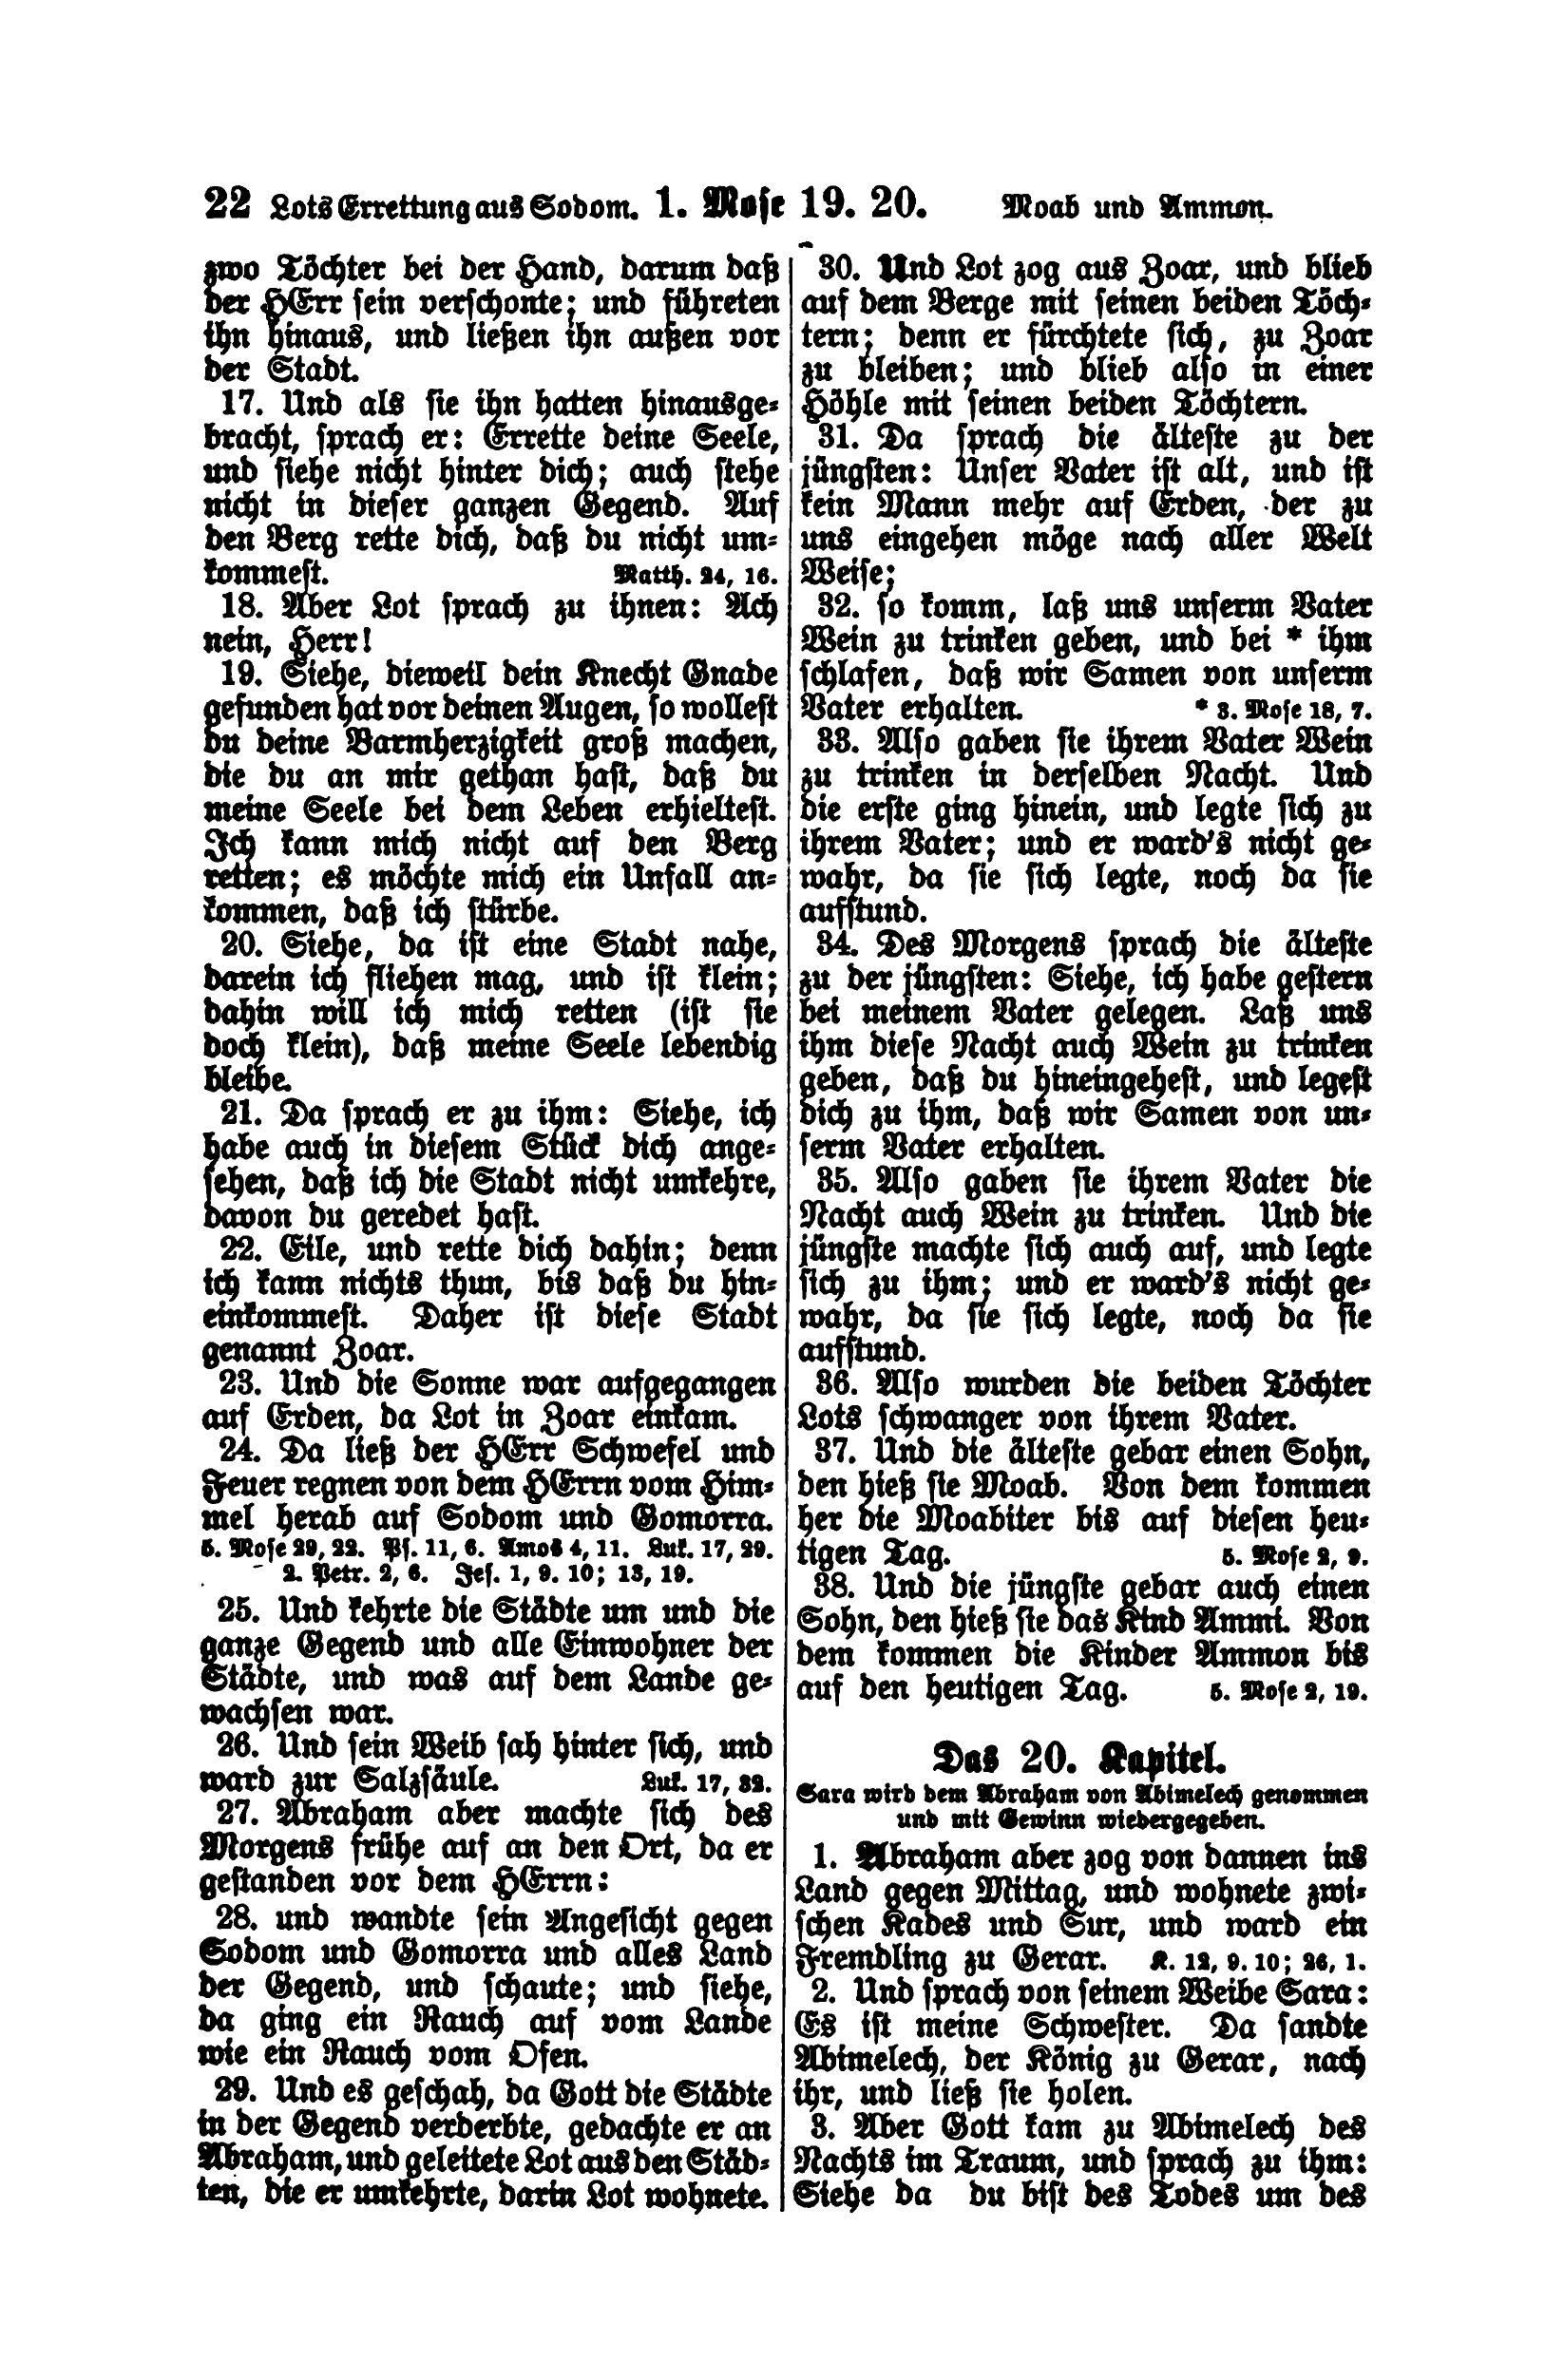 22 Lots Errettung aus Sodom. 1. Mose 19. 20. Moab und Ammon.
zwo Töchter bei der Hand, darum daß
der HErr sein verschonte; und führeten
ihn hinaus, und ließen ihn außen vor
der Stadt.
17. Und als sie ihn hatten hinausge-
bracht, sprach er: Errette deine Seele,
und siehe nicht hinter dich; auch stehe
nicht in dieser ganzen Gegend. Auf
den Berg rette dich, daß du nicht um-
kommest. Matth. 24, 16.
18. Aber Lot sprach zu ihnen: Ach
nein, Herr!
19. Siehe, dieweil dein Knecht Gnade
gefunden hat vor deinen Augen, so wollest
du deine Barmherzigkeit groß machen,
die du an mir gethan hast, daß du
meine Seele bei dem Leben erhieltest.
Ich kann mich nicht auf den Berg
retten; es möchte mich ein Unfall an-
kommen, daß ich stürbe.
20. Siehe, da ist eine Stadt nahe,
darein ich fliehen mag, und ist klein;
dahin will ich mich retten (ist sie
doch klein), daß meine Seele lebendig
bleibe.
21. Da sprach er zu ihm: Siehe, ich
habe auch in diesem Stück dich ange-
sehen, daß ich die Stadt nicht umkehre,
davon du geredet hast.
22. Eile, und rette dich dahin; denn
ich kann nichts thun, bis daß du hin-
einkommest. Daher ist diese Stadt
genannt Zoar.
23. Und die Sonne war aufgegangen
auf Erden, da Lot in Zoar einkam.
24. Da ließ der HErr Schwefel und
Feuer regnen von dem HErrn vom Him-
mel herab auf Sodom und Gomorra.
5. Mose 29, 22. Ps. 11, 6. Amos 4, 11. Luk. 17, 29.
2. Petr. 2, 6. Jes. 1, 9. 10; 13, 19.
25. Und kehrte die Städte um und die
ganze Gegend und alle Einwohner der
Städte, und was auf dem Lande ge-
wachsen war.
26. Und sein Weib sah hinter sich, und
ward zur Salzsäule. Luk. 17, 32.
27. Abraham aber machte sich des
Morgens frühe auf an den Ort, da er
gestanden vor dem HErrn:
28. und wandte sein Angesicht gegen
Sodom und Gomorra und alles Land
der Gegend, und schaute; und siehe,
da ging ein Rauch auf vom Lande
wie ein Rauch vom Ofen.
29. Und es geschah, da Gott die Städte
in der Gegend verderbte, gedachte er an
Abraham, und geleitete Lot aus den Städ-
ten, die er umkehrte, darin Lot wohnete.
30. Und Lot zog aus Zoar, und blieb
auf dem Berge mit seinen beiden Töch-
tern; denn er fürchtete sich, zu Zoar
zu bleiben; und blieb also in einer
Höhle mit seinen beiden Töchtern.
31. Da sprach die älteste zu der
jüngsten: Unser Vater ist alt, und ist
kein Mann mehr auf Erden, der zu
uns eingehen möge nach aller Welt
Weise;
32. so komm, laß uns unserm Vater
Wein zu trinken geben, und bei * ihm
schlafen, daß wir Samen von unserm
Vater erhalten. * 3. Mose 18, 7.
33. Also gaben sie ihrem Vater Wein
zu trinken in derselben Nacht. Und
die erste ging hinein, und legte sich zu
ihrem Vater; und er ward's nicht ge-
wahr, da sie sich legte, noch da sie
aufstund.
34. Des Morgens sprach die älteste
zu der jüngsten: Siehe, ich habe gestern
bei meinem Vater gelegen. Laß uns
ihm diese Nacht auch Wein zu trinken
geben, daß du hineingehest, und legest
dich zu ihm, daß wir Samen von un-
serm Vater erhalten.
35. Also gaben sie ihrem Vater die
Nacht auch Wein zu trinken. Und die
jüngste machte sich auch auf, und legte
sich zu ihm; und er ward's nicht ge-
wahr, da sie sich legte, noch da sie
aufstund.
36. Also wurden die beiden Töchter
Lots schwanger von ihrem Vater.
37. Und die älteste gebar einen Sohn,
den hieß sie Moab. Von dem kommen
her die Moabiter bis auf diesen heu-
tigen Tag. 5. Mose 2, 9.
38. Und die jüngste gebar auch einen
Sohn, den hieß sie das Kind Ammi. Von
dem kommen die Kinder Ammon bis
auf den heutigen Tag. 5. Mose 2, 19.
Das 20. Kapitel.
Sara wird dem Abraham von Abimelech genommen
und mit Gewinn wiedergegeben.
1. Abraham aber zog von dannen ins
Land gegen Mittag, und wohnete zwi-
schen Kades und Sur, und ward ein
Fremdling zu Gerar. K. 12, 9. 10; 26, 1.
2. Und sprach von seinem Weibe Sara:
Es ist meine Schwester. Da sandte
Abimelech, der König zu Gerar, nach
ihr, und ließ sie holen.
3. Aber Gott kam zu Abimelech des
Nachts im Traum, und sprach zu ihm:
Siehe da du bist des Todes um des